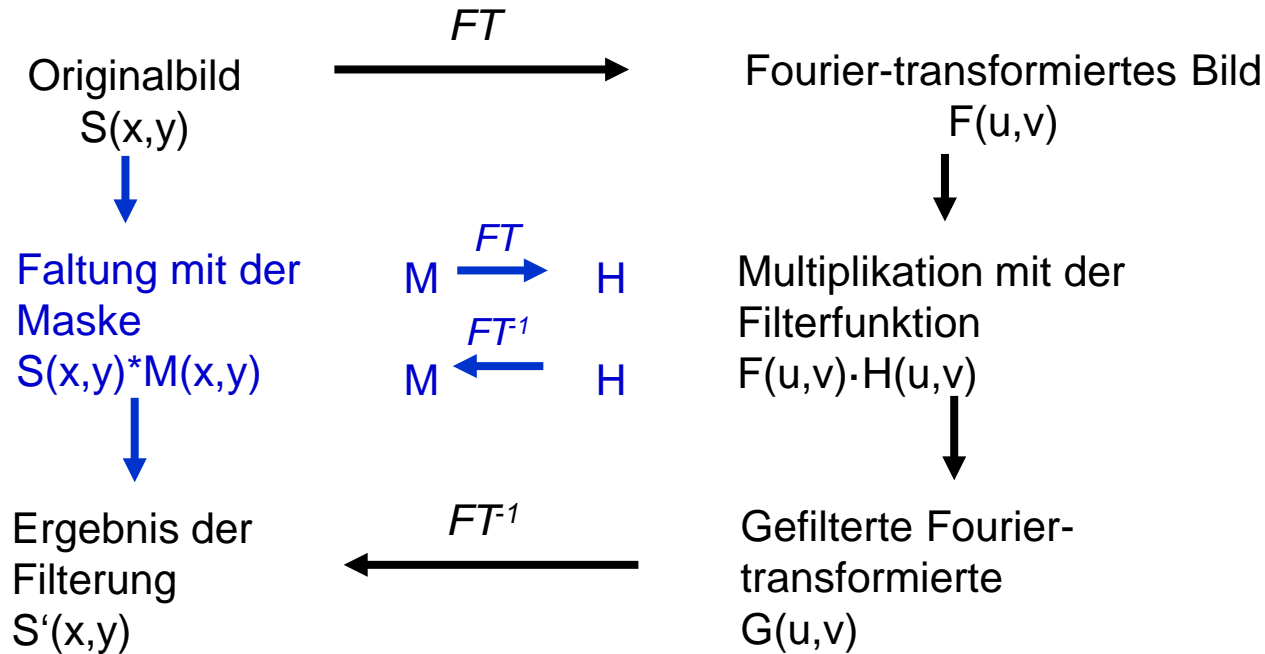 FT
Originalbild
S(x,y)
Fourier-transformiertes Bild
F(u,v)
Faltung mit der
Maske
S(x,y)*M(x,y)
M FT H
M FT-1 H
Multiplikation mit der
Filterfunktion
F(u,v)·H(u,v)
Ergebnis der
Filterung
S‘(x,y)
FT-1
Gefilterte Fourier-
transformierte
G(u,v)